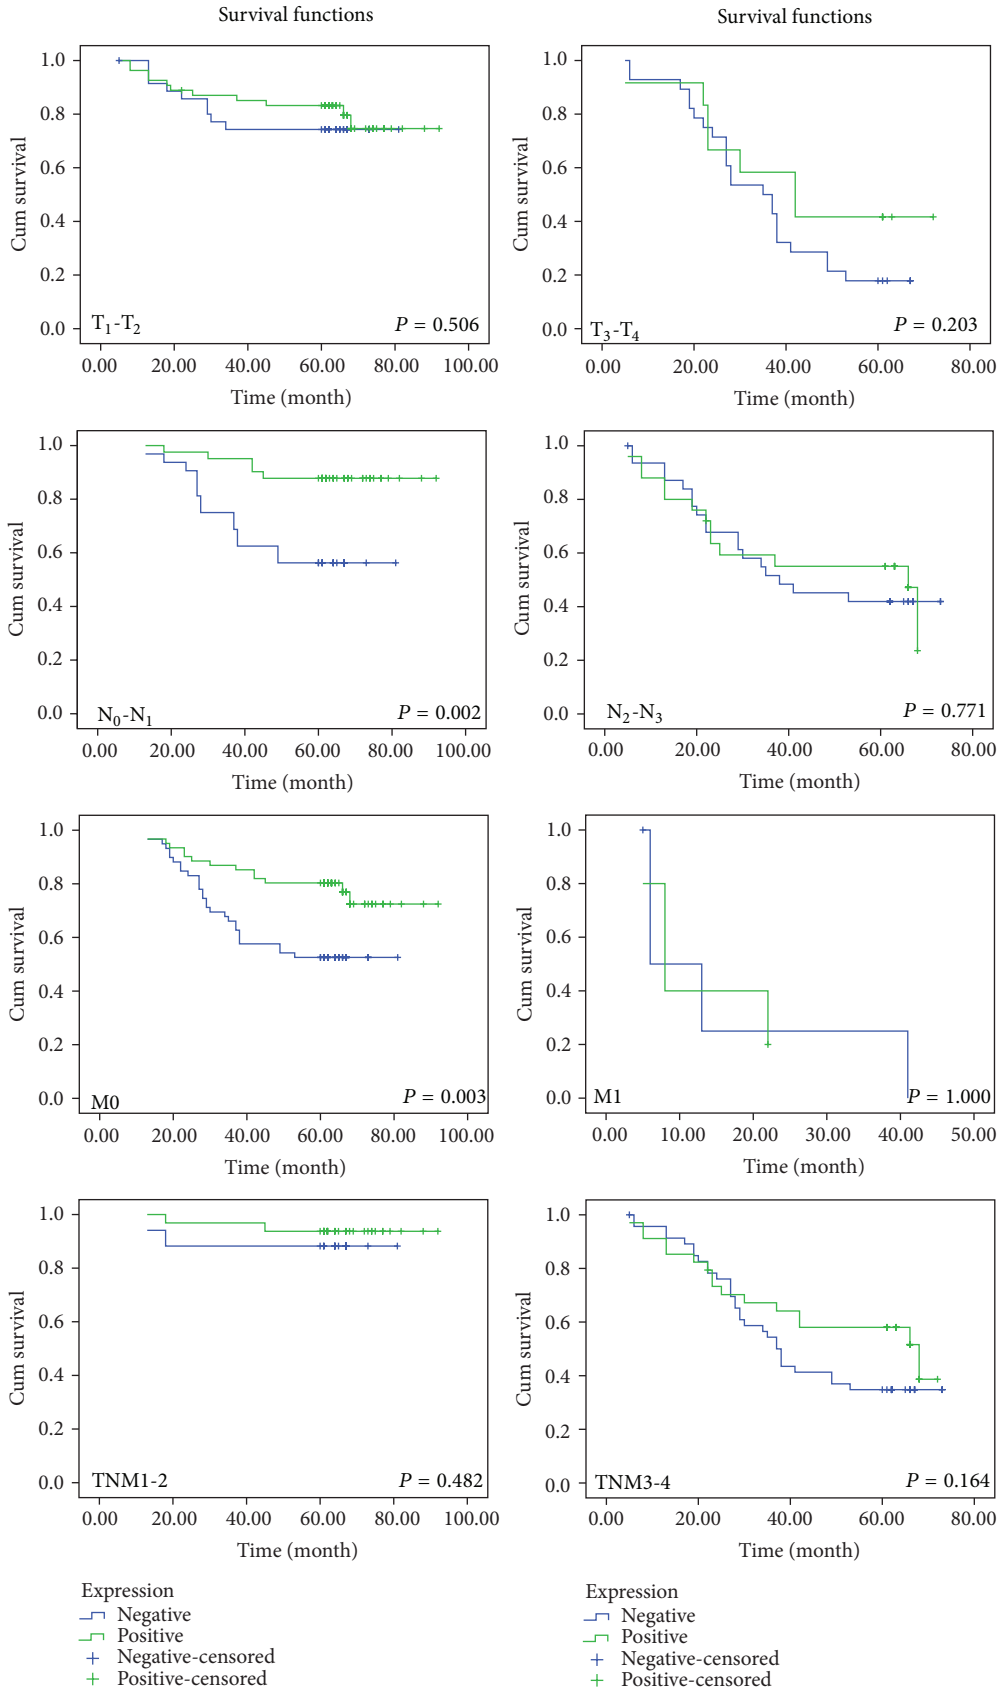 Survival functions
Survival functions
Cum survival
1.0
0.8
0.6
0.4
0.2
0.0
T1-T2
P = 0.506
0.00 20.00 40.00 60.00 80.00 100.00
Time (month)
Cum survival
1.0
0.8
0.6
0.4
0.2
0.0
T3-T4
P = 0.203
0.00 20.00 40.00 60.00 80.00
Time (month)
Cum survival
1.0
0.8
0.6
0.4
0.2
0.0
N0-N1
P = 0.002
0.00 20.00 40.00 60.00 80.00 100.00
Time (month)
Cum survival
1.0
0.8
0.6
0.4
0.2
0.0
N2-N3
P = 0.771
0.00 20.00 40.00 60.00 80.00
Time (month)
Cum survival
1.0
0.8
0.6
0.4
0.2
0.0
M0
P = 0.003
0.00 20.00 40.00 60.00 80.00 100.00
Time (month)
Cum survival
1.0
0.8
0.6
0.4
0.2
0.0
M1
P = 1.000
0.00 10.00 20.00 30.00 40.00 50.00
Time (month)
Cum survival
1.0
0.8
0.6
0.4
0.2
0.0
TNM1-2
P = 0.482
0.00 20.00 40.00 60.00 80.00 100.00
Time (month)
Cum survival
1.0
0.8
0.6
0.4
0.2
0.0
TNM3-4
P = 0.164
0.00 20.00 40.00 60.00 80.00
Time (month)
Expression
Negative
Positive
Negative-censored
Positive-censored
Expression
Negative
Positive
Negative-censored
Positive-censored